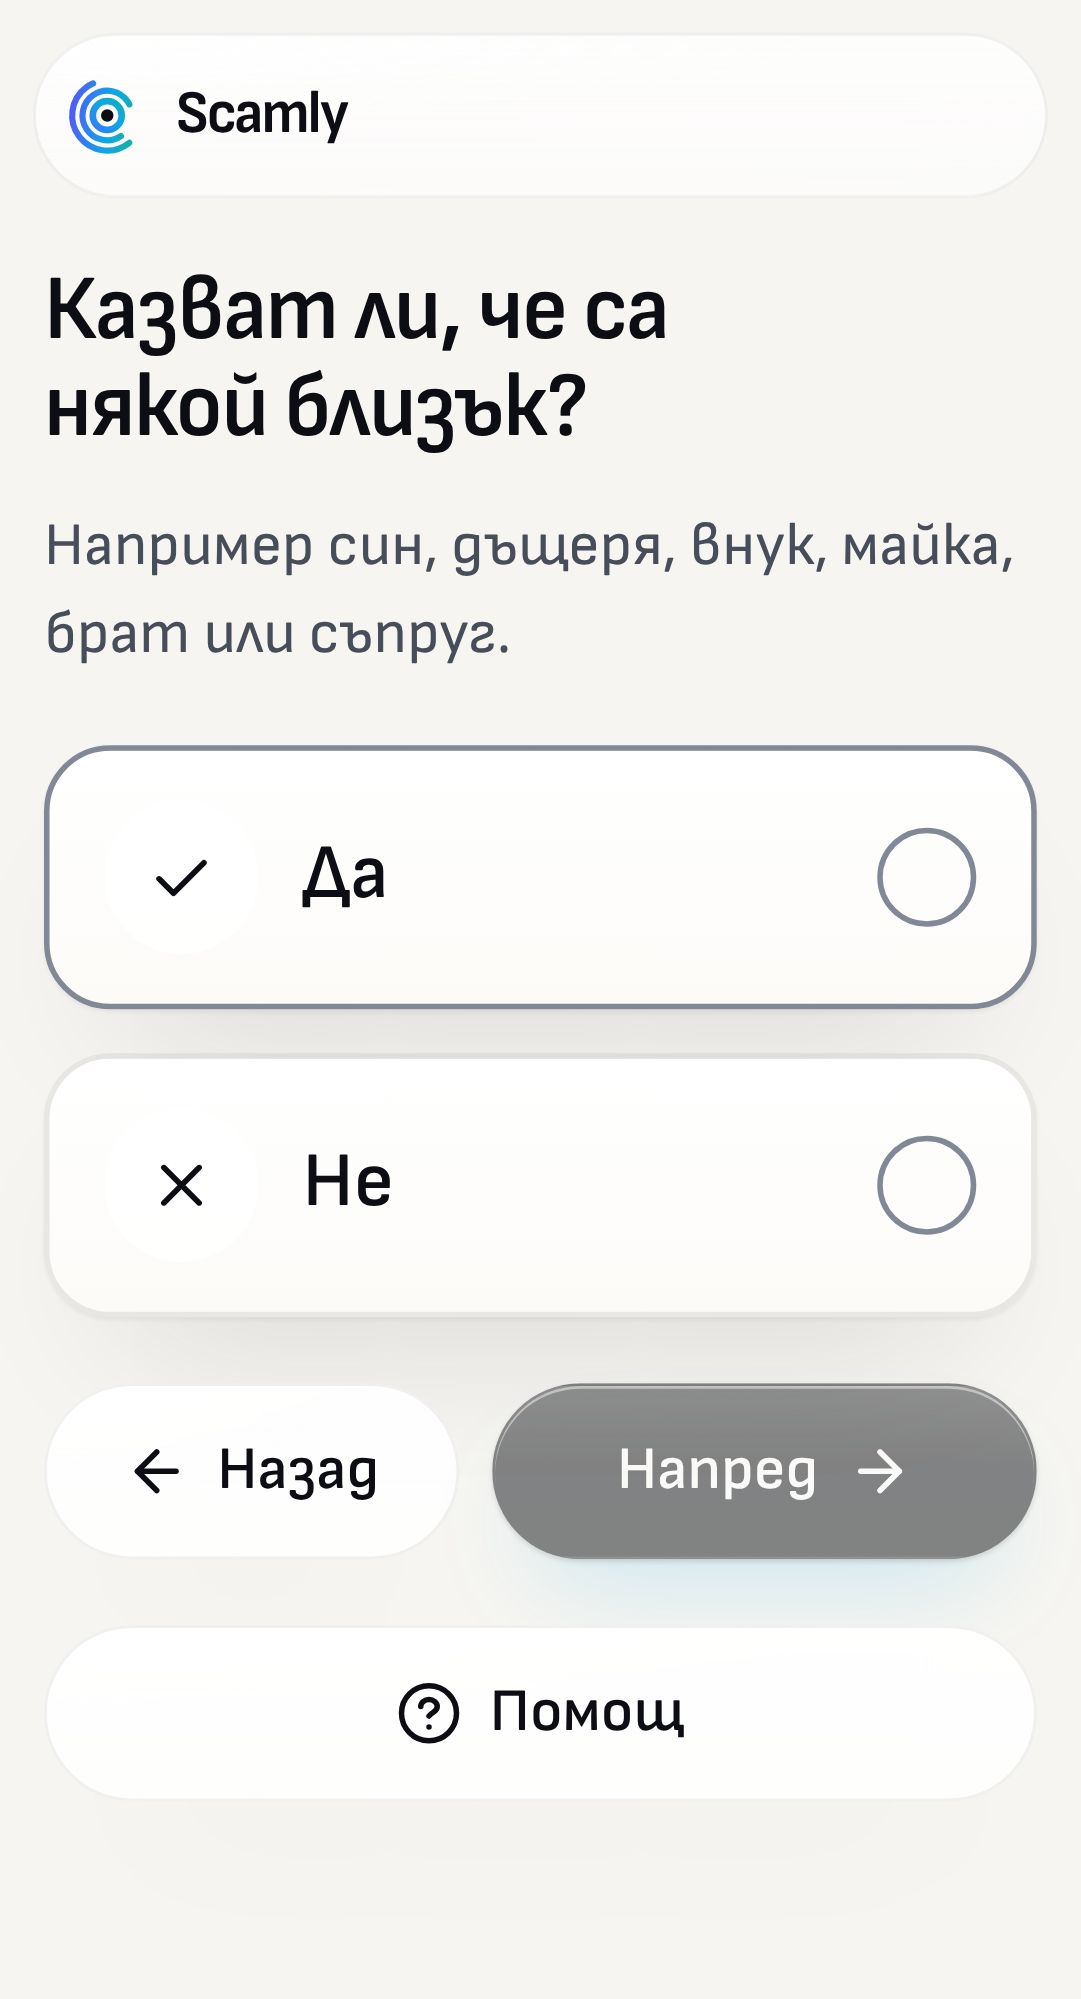 Scamly
Казват ли, че са
някой близък?
Например син, дъщеря, внук, майка,
брат или съпруг.
Да
Не
Назад
Напред
Помощ